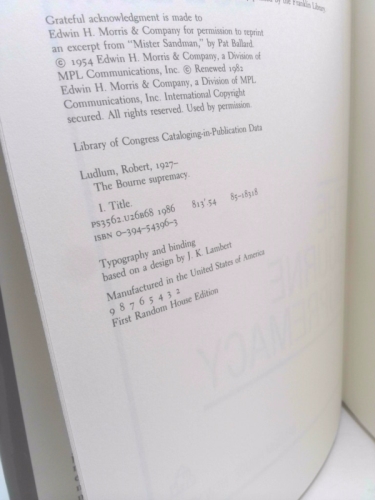 by the Franklin Library.
Grateful acknowledgment is made to
Edwin H. Morris & Company for permission to reprint
an excerpt from "Mister Sandman," by Pat Ballard.
© 1954 Edwin H. Morris & Company, a Division of
MPL Communications, Inc. © Renewed 1982
Edwin H. Morris & Company, a Division of MPL
Communications, Inc. International Copyright
secured. All rights reserved. Used by permission.
Library of Congress Cataloging-in-Publication Data
Ludlum, Robert, 1927–
The Bourne supremacy.
I. Title.
PS3562.U26B68 1986 813'.54 85-18318
ISBN 0-394-54396-3
Typography and binding
based on a design by J. K. Lambert
Manufactured in the United States of America
9 8 7 6 5 4 3 2
First Random House Edition